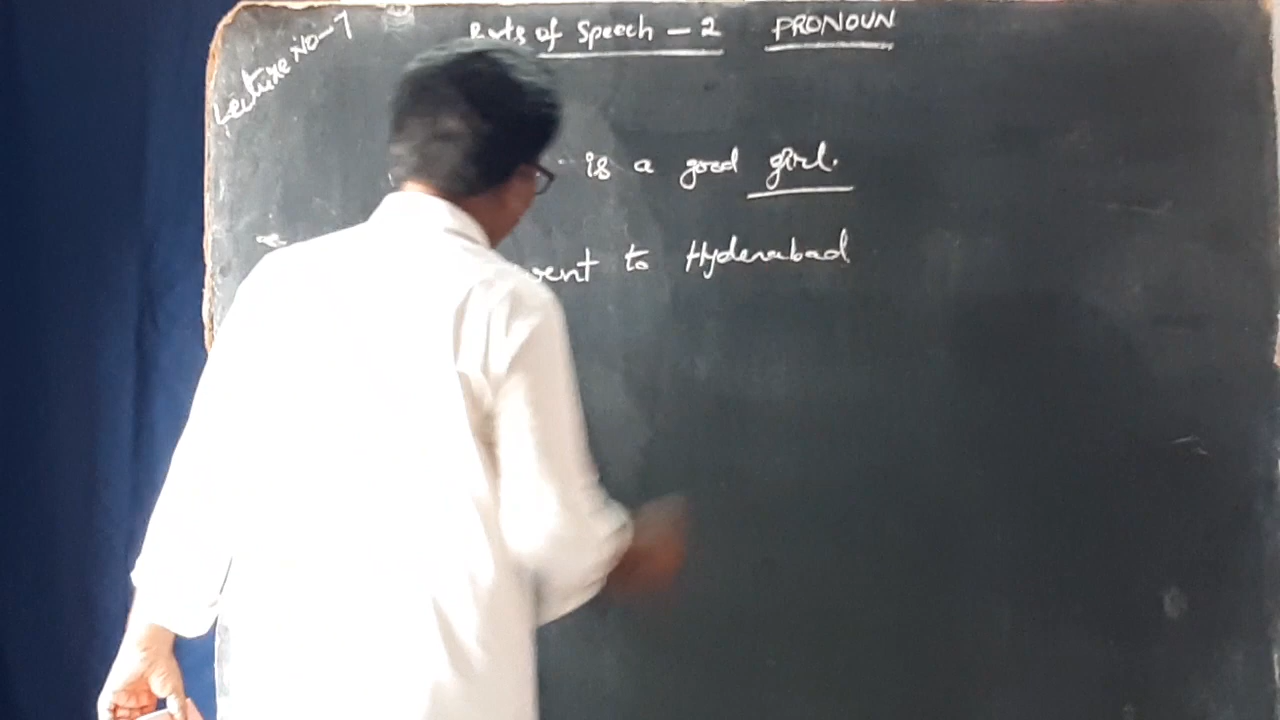 Lecture No-7
Parts of Speech - 2 PRONOUN
is a good girl.
went to Hyderabad